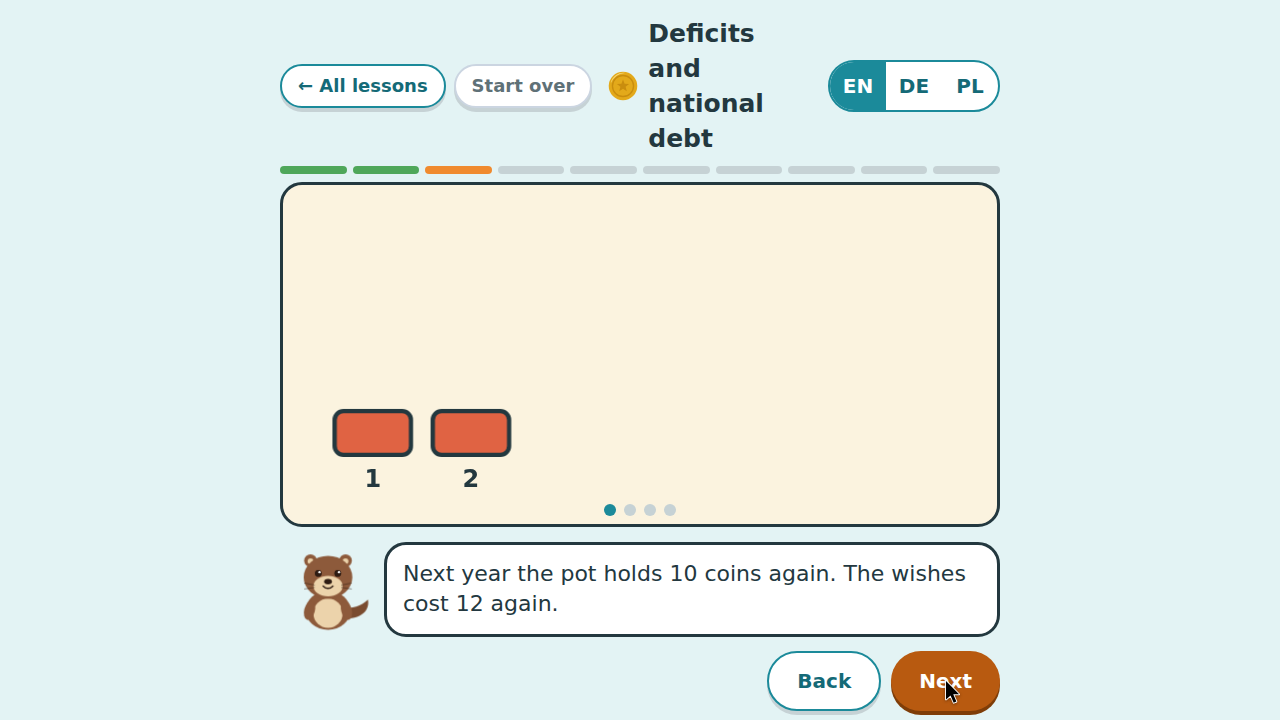 ← All lessons
Start over
Deficits
and
national
debt
EN DE PL
1 2
Next year the pot holds 10 coins again. The wishes
cost 12 again.
Back
Next